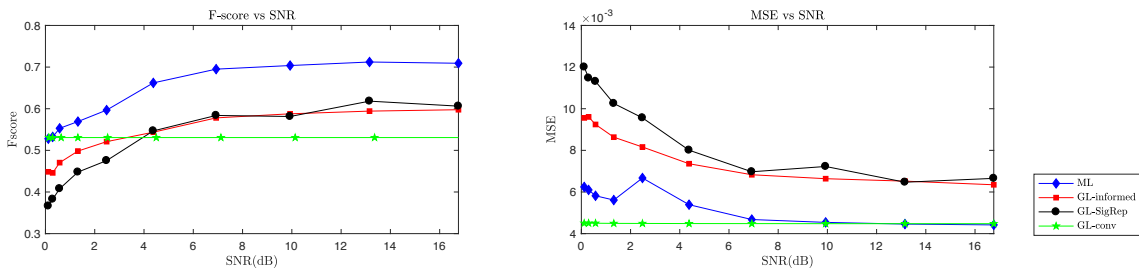 F-score vs SNR
0.8
0.7
0.6
0.5
0.4
0.3
Fscore
0 2 4 6 8 10 12 14 16
SNR(dB)
MSE vs SNR
×10⁻³
14
12
10
8
6
4
MSE
0 2 4 6 8 10 12 14 16
SNR(dB)
ML
GL-informed
GL-SigRep
GL-conv